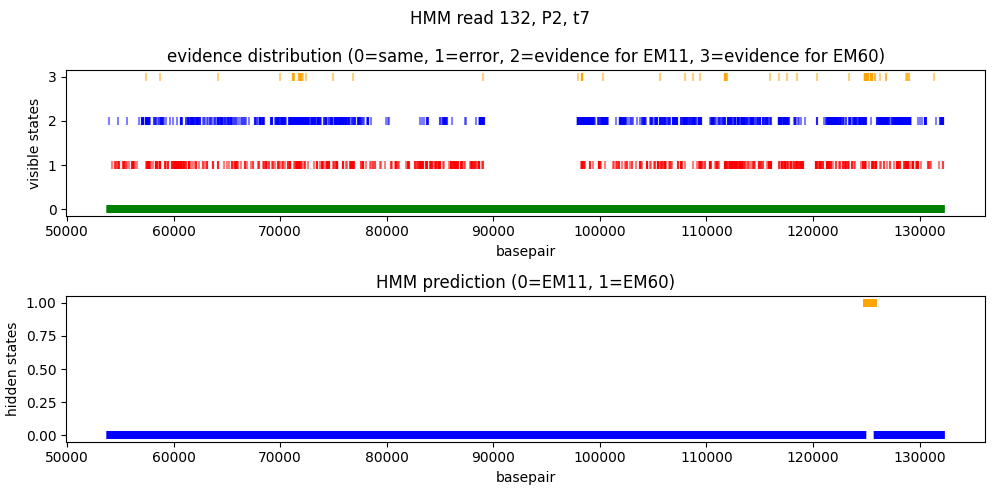 HMM read 132, P2, t7
evidence distribution (0=same, 1=error, 2=evidence for EM11, 3=evidence for EM60)
visible states
3
2
1
0
50000 60000 70000 80000 90000 100000 110000 120000 130000
basepair
HMM prediction (0=EM11, 1=EM60)
hidden states
1.00
0.75
0.50
0.25
0.00
50000 60000 70000 80000 90000 100000 110000 120000 130000
basepair